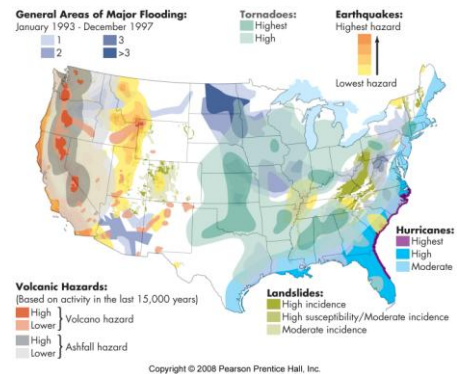 General Areas of Major Flooding:
January 1993 - December 1997
1
2
3
>3
Tornadoes:
Highest
High
Earthquakes:
Highest hazard
Lowest hazard
Hurricanes:
Highest
High
Moderate
Volcanic Hazards:
(Based on activity in the last 15,000 years)
High
Lower
Volcano hazard
High
Lower
Ashfall hazard
Landslides:
High incidence
High susceptibility/Moderate incidence
Moderate incidence
Copyright © 2008 Pearson Prentice Hall, Inc.